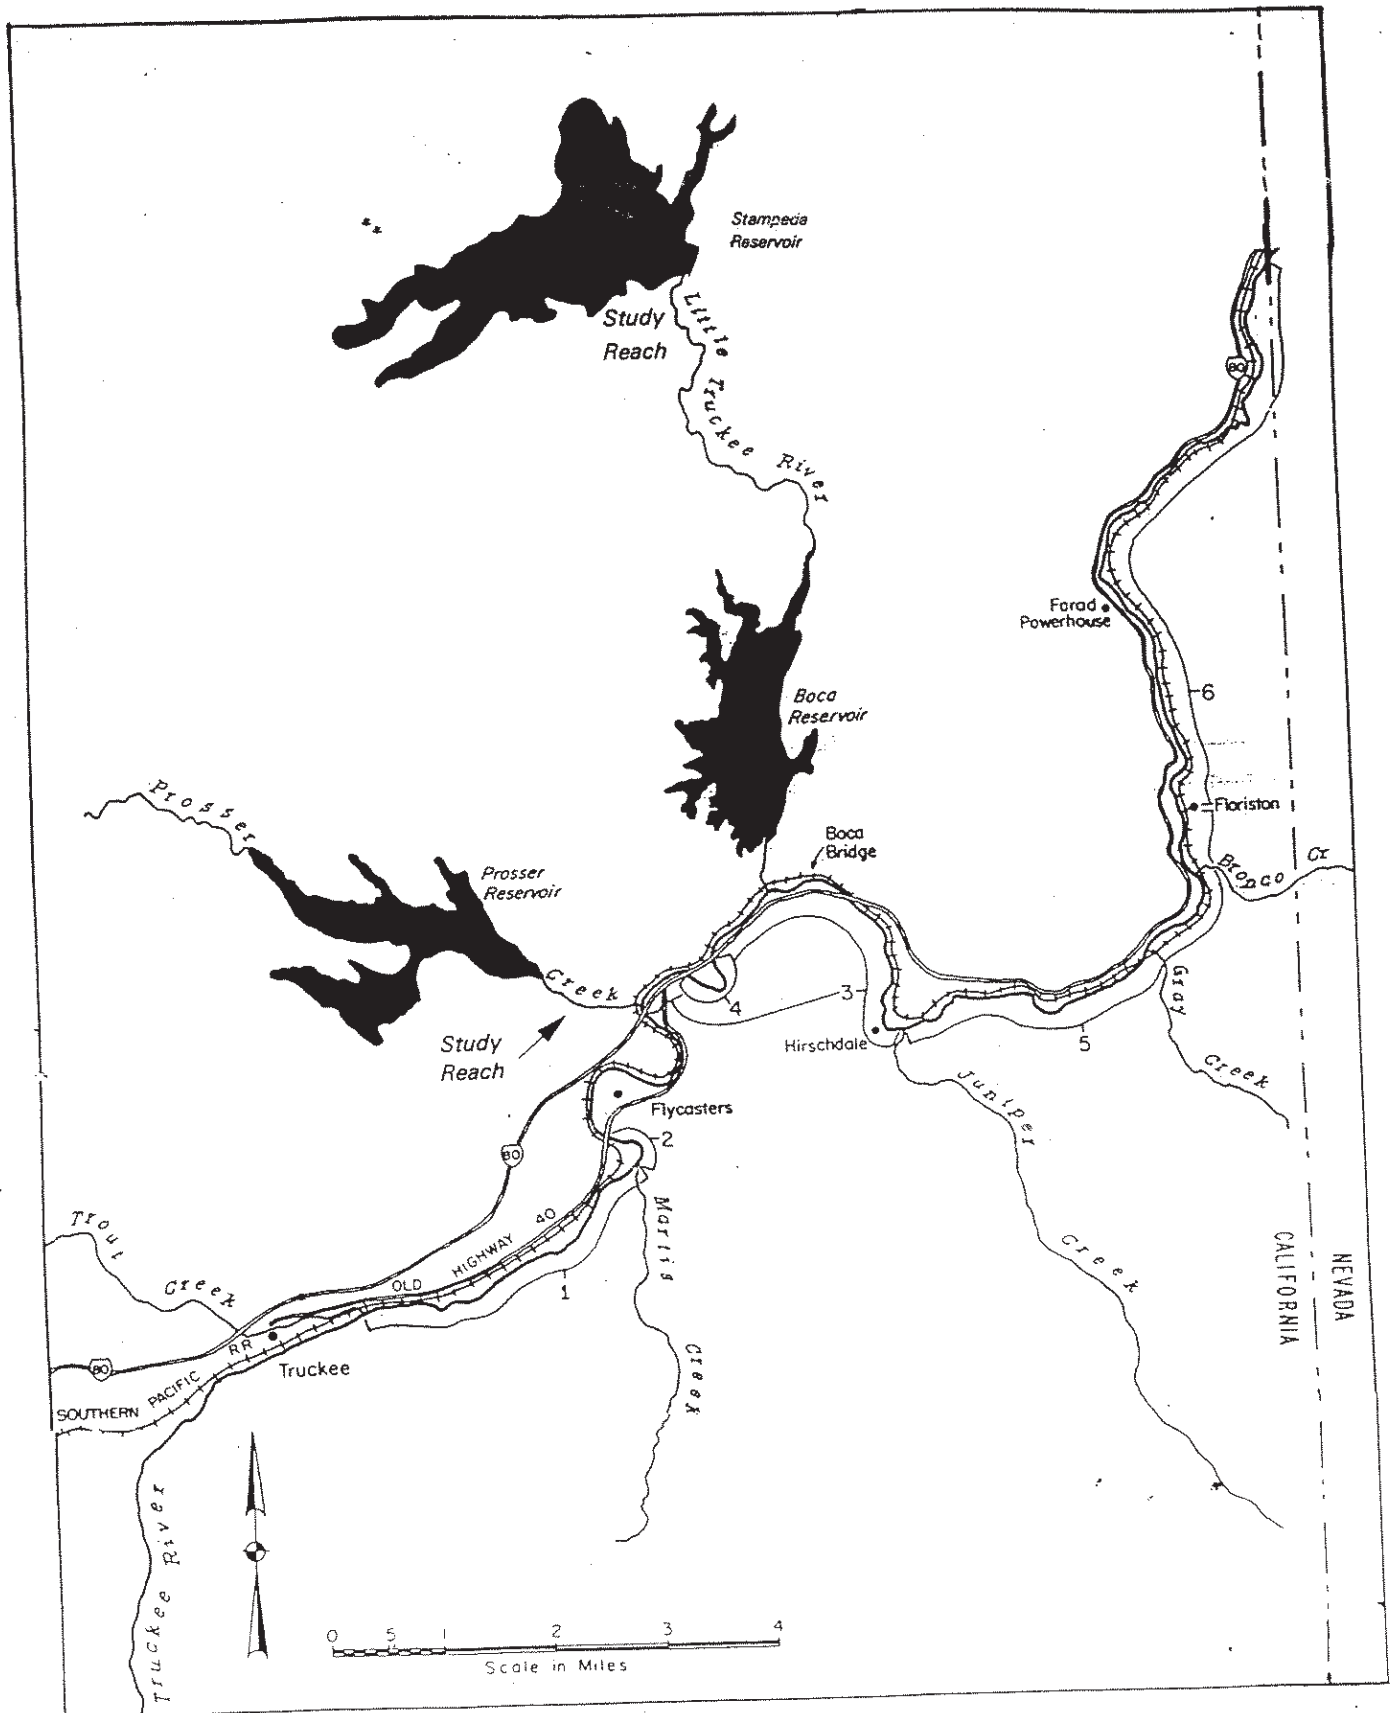 Stampede
Reservoir
Study
Reach
Little Truckee River
80
Farad
Powerhouse
6
Boca
Reservoir
Floriston
Prosser
Boca
Bridge
Bronco Cr
Prosser
Reservoir
Creek
4
3
Gray
Creek
Hirschdale
5
Study
Reach
Juniper
Creek
Flycasters
2
80
Martis
Creek
Trout
Creek
OLD HIGHWAY 40
1
CALIFORNIA
NEVADA
80
SOUTHERN PACIFIC RR
Truckee
Truckee River
0 .5 1 2 3 4
Scale in Miles